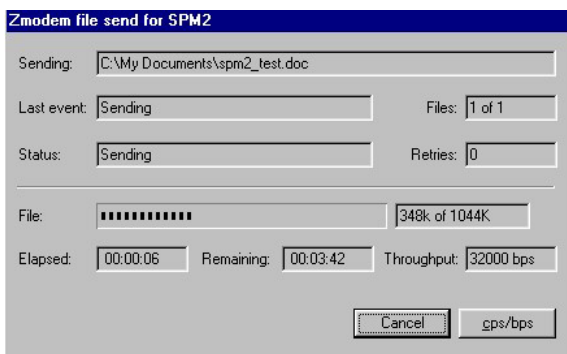 Zmodem file send for SPM2
Sending: C:\My Documents\spm2_test.doc
Last event: Sending Files: 1 of 1
Status: Sending Retries: 0
File: 348k of 1044K
Elapsed: 00:00:06 Remaining: 00:03:42 Throughput: 32000 bps
Cancel cps/bps